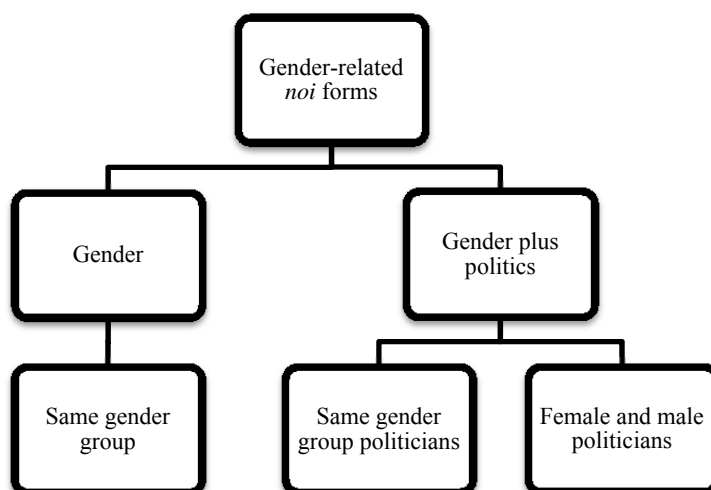 Gender-related
noi forms
Gender
Gender plus
politics
Same gender
group
Same gender
group politicians
Female and male
politicians